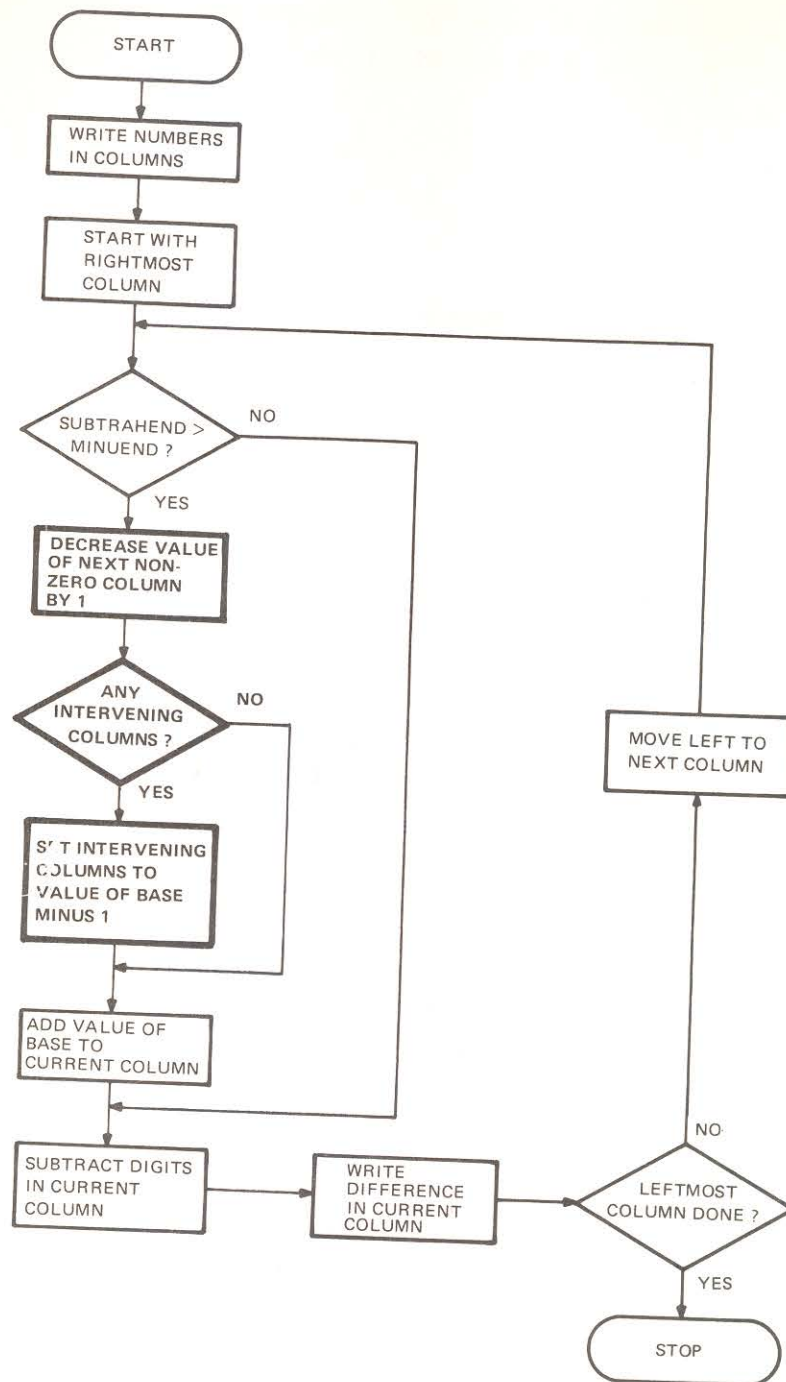 START
WRITE NUMBERS
IN COLUMNS
START WITH
RIGHTMOST
COLUMN
SUBTRAHEND >
MINUEND ?
NO
YES
DECREASE VALUE
OF NEXT NON-
ZERO COLUMN
BY 1
ANY
INTERVENING
COLUMNS ?
NO
YES
INTERVENING
COLUMNS TO
VALUE OF BASE
MINUS 1
ADD VALUE OF
BASE TO
CURRENT COLUMN
SUBTRACT DIGITS
IN CURRENT
COLUMN
WRITE
DIFFERENCE
IN CURRENT
COLUMN
LEFTMOST
COLUMN DONE ?
NO
MOVE LEFT TO
NEXT COLUMN
YES
STOP